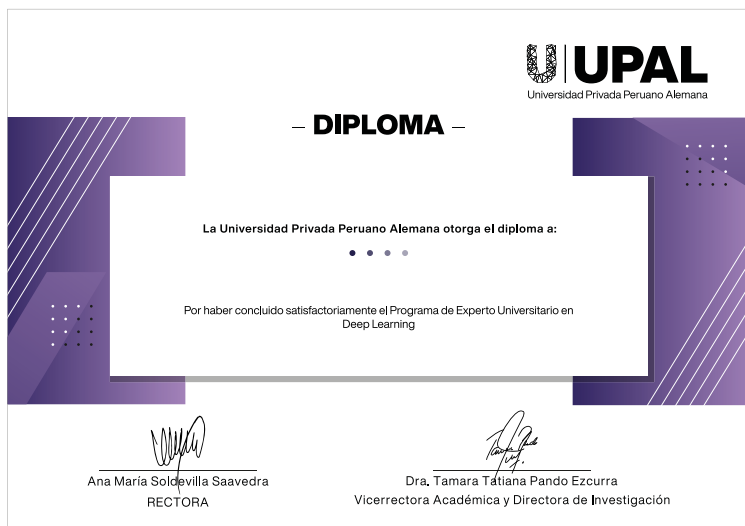 UPAL
Universidad Privada Peruano Alemana
– DIPLOMA –
La Universidad Privada Peruano Alemana otorga el diploma a:
Por haber concluido satisfactoriamente el Programa de Experto Universitario en
Deep Learning
Ana María Soldevilla Saavedra
RECTORA
Dra. Tamara Tatiana Pando Ezcurra
Vicerrectora Académica y Directora de Investigación